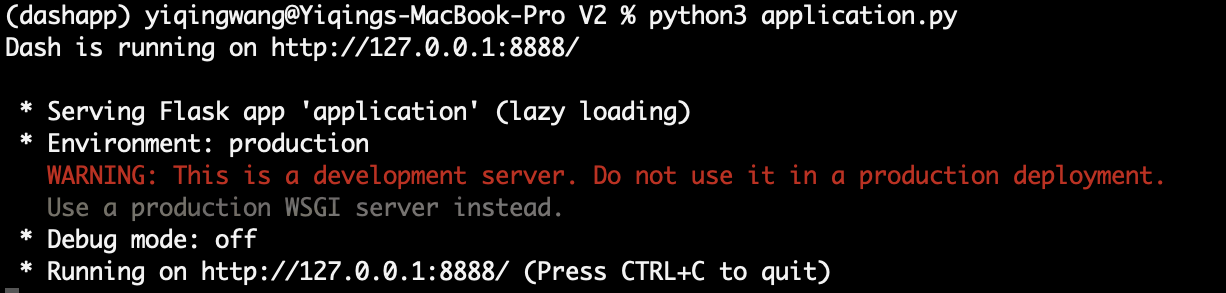 (dashapp) yiqingwang@Yiqings-MacBook-Pro V2 % python3 application.py
Dash is running on http://127.0.0.1:8888/
* Serving Flask app 'application' (lazy loading)
* Environment: production
WARNING: This is a development server. Do not use it in a production deployment.
Use a production WSGI server instead.
* Debug mode: off
* Running on http://127.0.0.1:8888/ (Press CTRL+C to quit)